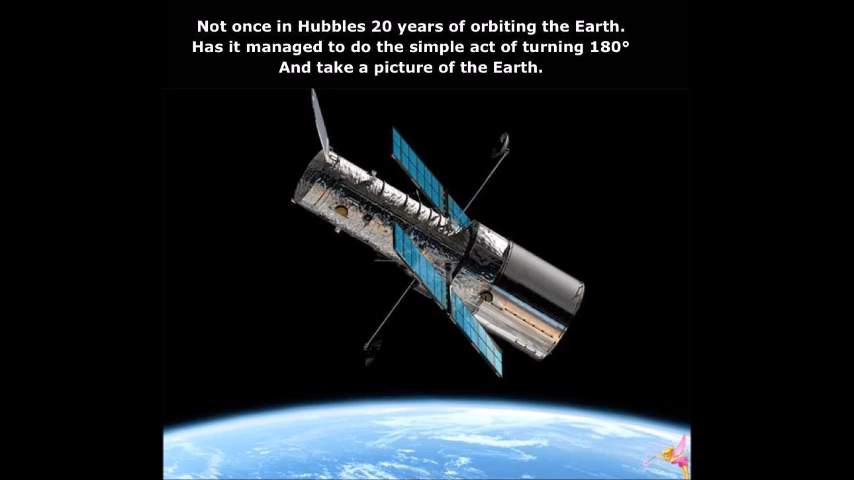 Not once in Hubbles 20 years of orbiting the Earth.
Has it managed to do the simple act of turning 180°
And take a picture of the Earth.